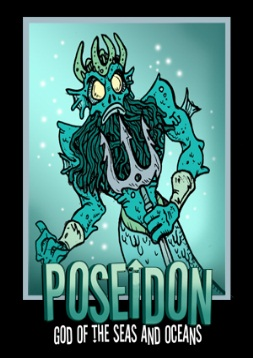 POSEIDON
GOD OF THE SEAS AND OCEANS